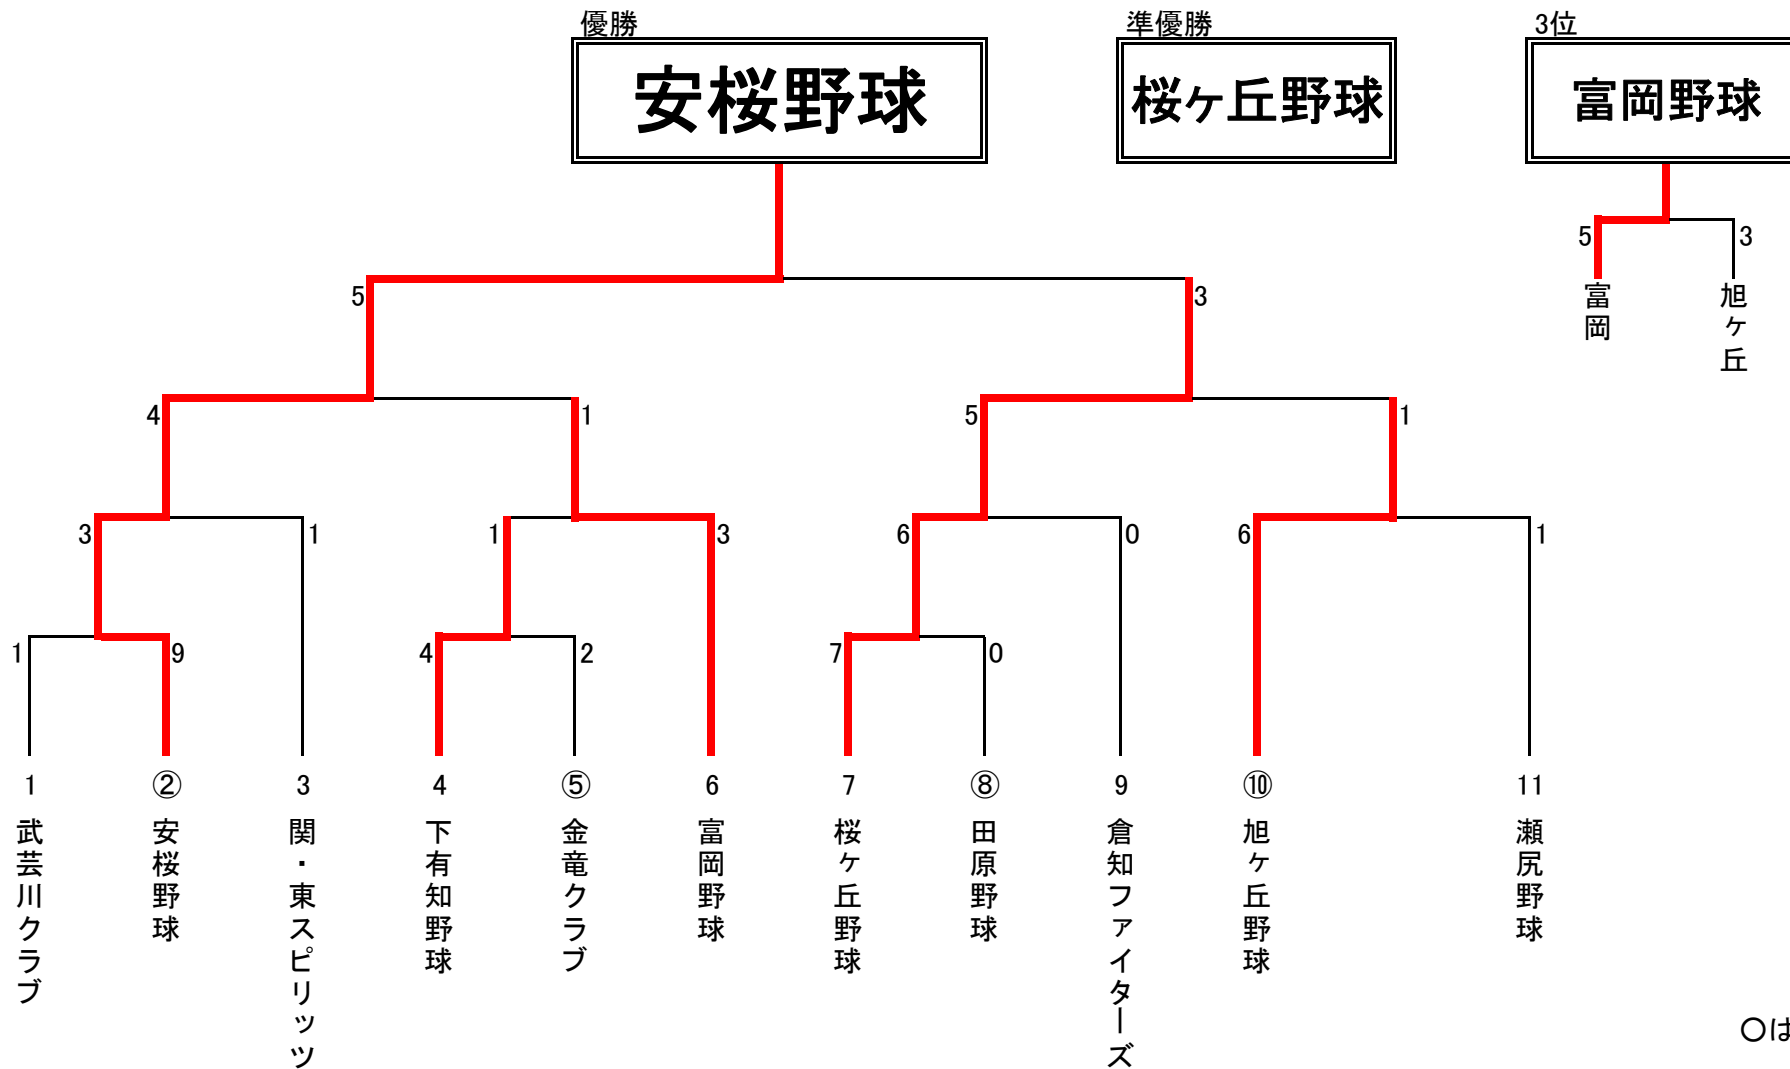 優勝
準優勝
3位
安桜野球
桜ヶ丘野球
富岡野球
5
3
富岡
旭ケ丘
5
3
4
1
5
1
3
1
1
3
6
0
6
1
1
9
4
2
7
0
1
②
3
4
⑤
6
7
⑧
9
⑩
11
武芸川クラブ
安桜野球
関・東スピリッツ
下有知野球
金竜クラブ
富岡野球
桜ヶ丘野球
田原野球
倉知ファイターズ
旭ヶ丘野球
瀬尻野球
〇は